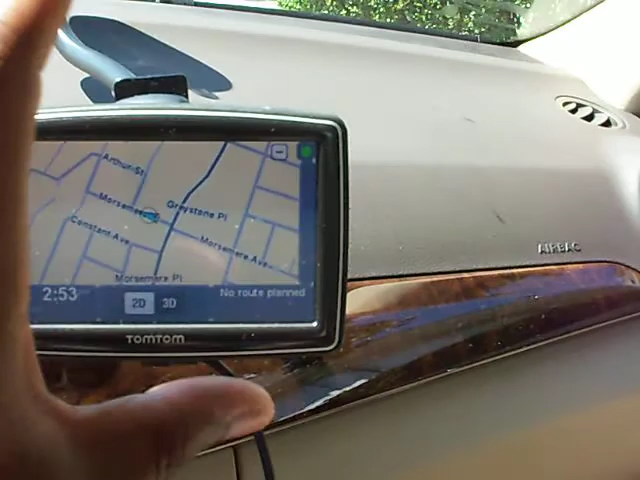 Arthur St
Morsemere
Greystone Pl
Constant Ave
Morsemere Ave
Morsemere Pl
2:53
2D
3D
No route planned
TOMTOM
AIRBAG